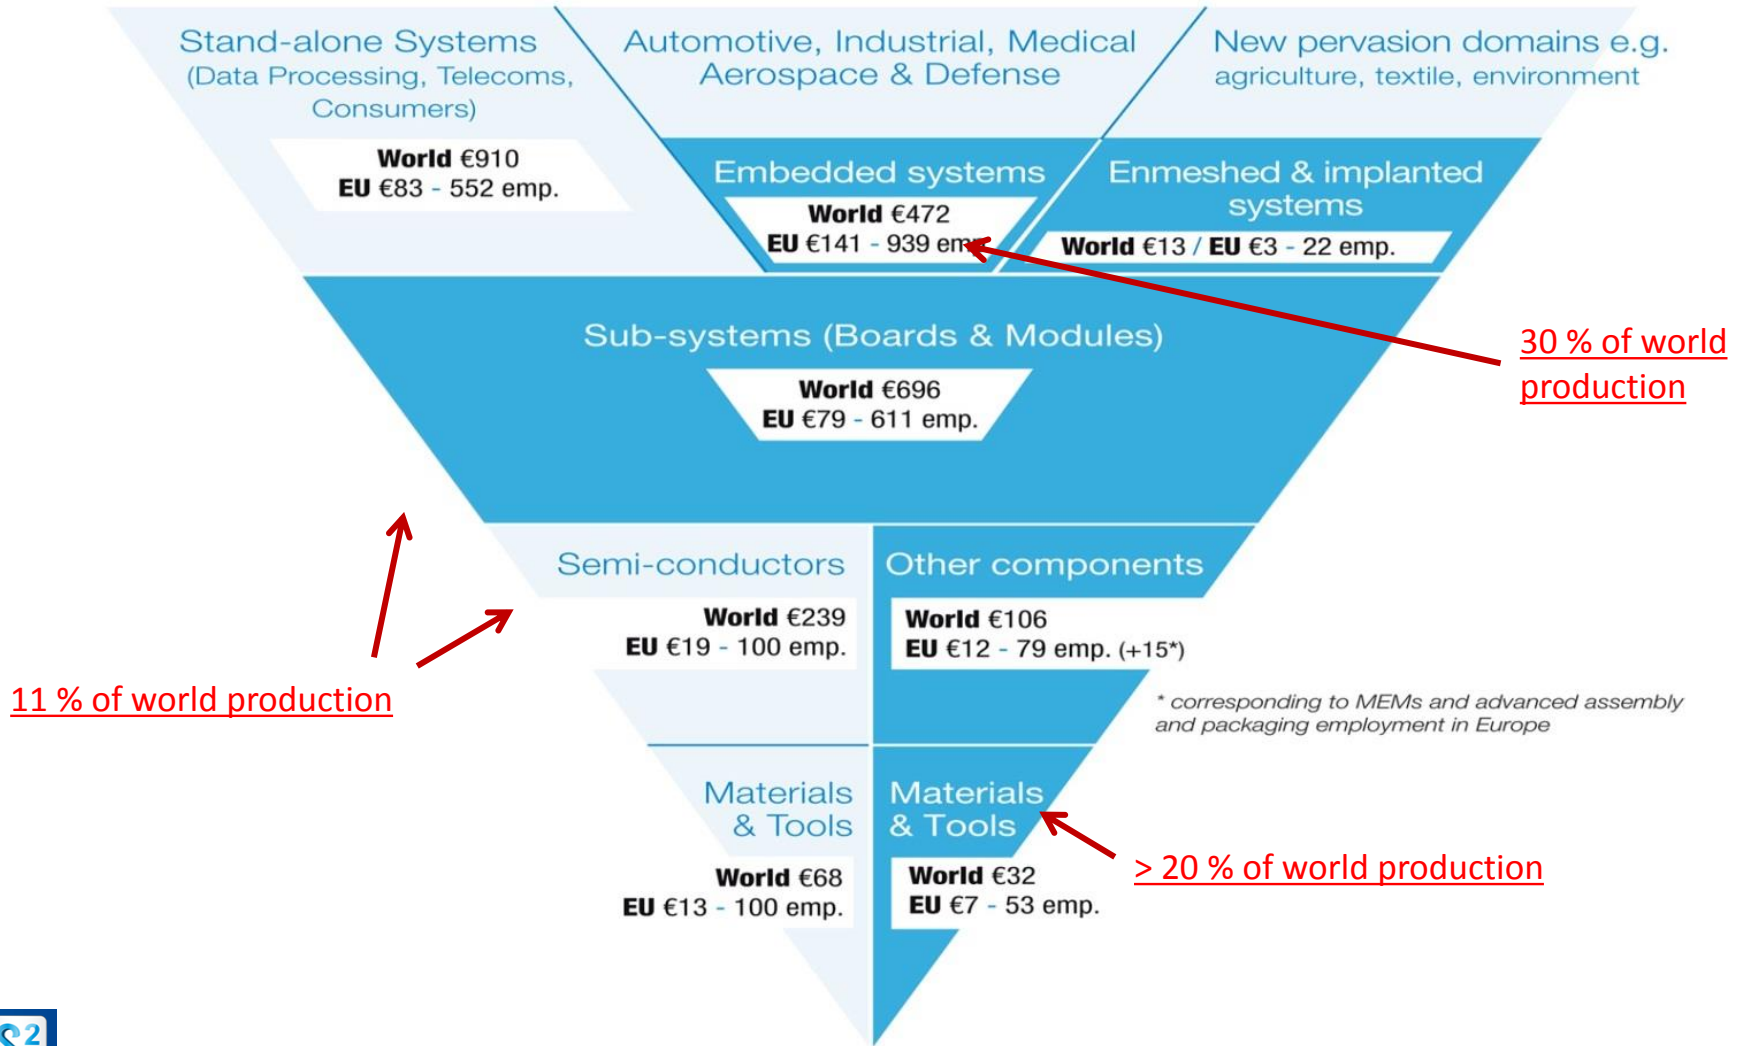 Stand-alone Systems
(Data Processing, Telecoms,
Consumers)
World €910
EU €83 - 552 emp.
Automotive, Industrial, Medical
Aerospace & Defense
New pervasion domains e.g.
agriculture, textile, environment
Embedded systems
World €472
EU €141 - 939 emp.
Enmeshed & implanted
systems
World €13 / EU €3 - 22 emp.
Sub-systems (Boards & Modules)
World €696
EU €79 - 611 emp.
30 % of world
production
Semi-conductors
World €239
EU €19 - 100 emp.
Other components
World €106
EU €12 - 79 emp. (+15*)
11 % of world production
* corresponding to MEMs and advanced assembly
and packaging employment in Europe
Materials
& Tools
World €68
EU €13 - 100 emp.
Materials
& Tools
World €32
EU €7 - 53 emp.
> 20 % of world production
2